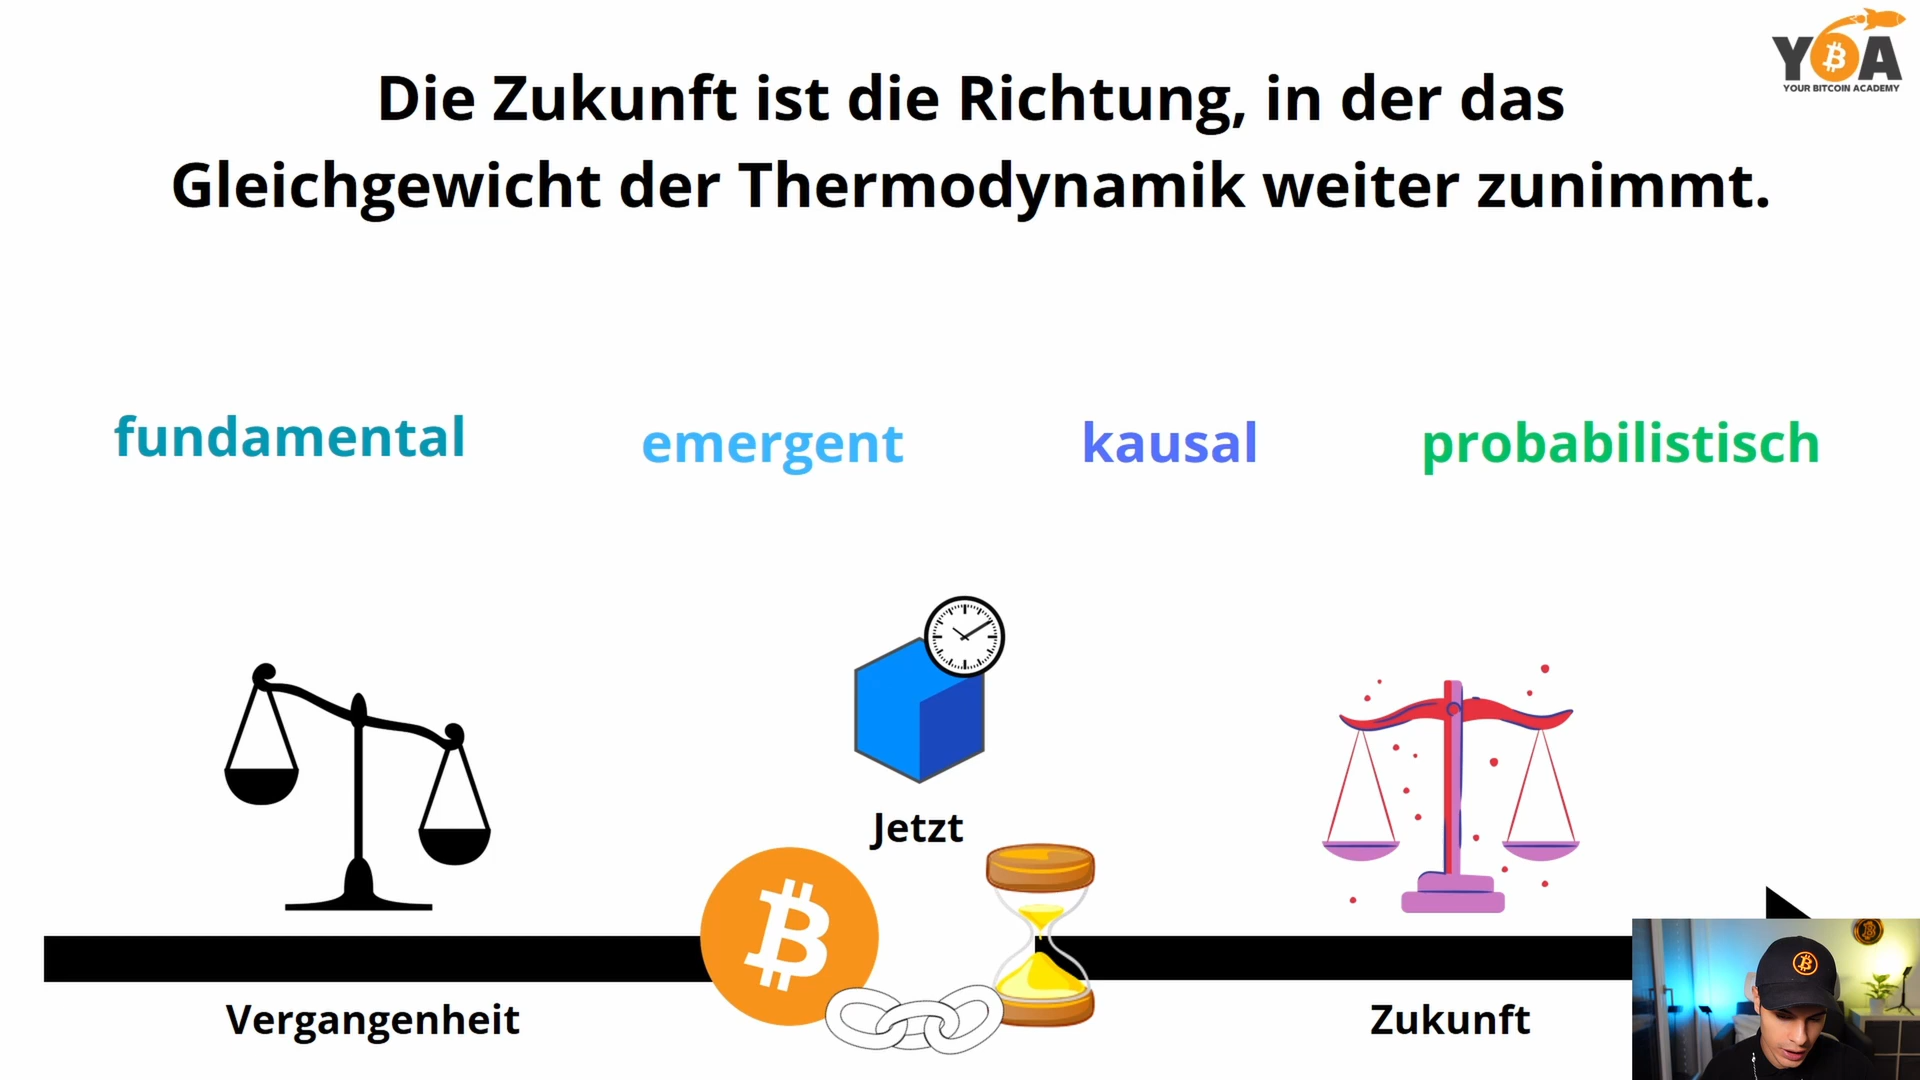 Die Zukunft ist die Richtung, in der das
Gleichgewicht der Thermodynamik weiter zunimmt.
YBA
YOUR BITCOIN ACADEMY
fundamental
emergent
kausal
probabilistisch
Jetzt
Vergangenheit
Zukunft